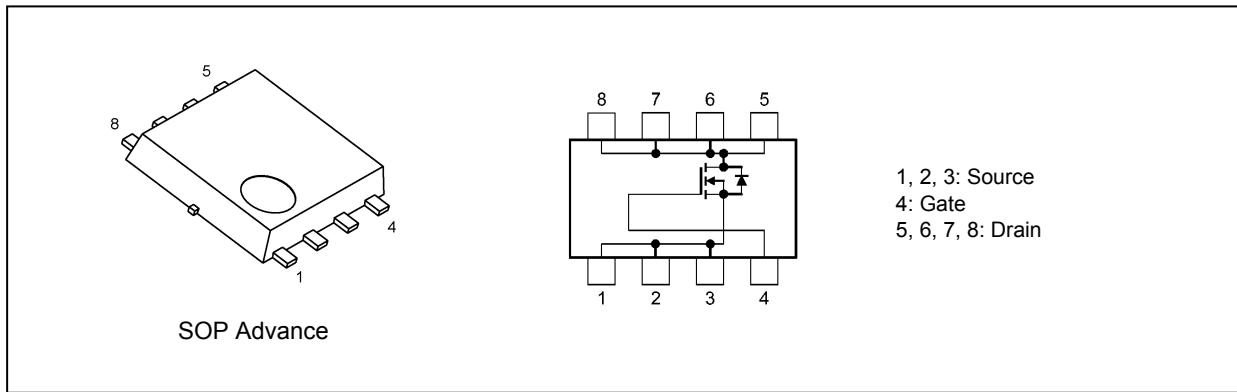 5
8
4
1
SOP Advance
8 7 6 5
1 2 3 4
1, 2, 3: Source
4: Gate
5, 6, 7, 8: Drain